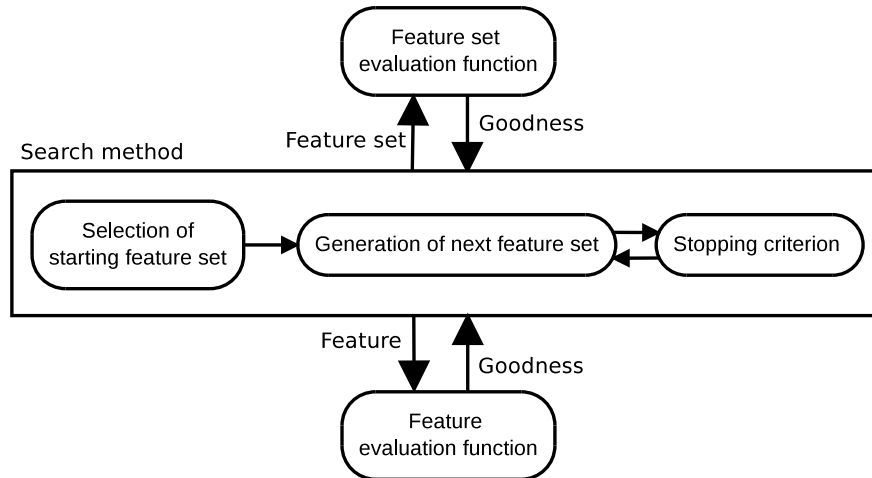 Feature set
evaluation function
Feature set
Goodness
Search method
Selection of
starting feature set
Generation of next feature set
Stopping criterion
Feature
Goodness
Feature
evaluation function